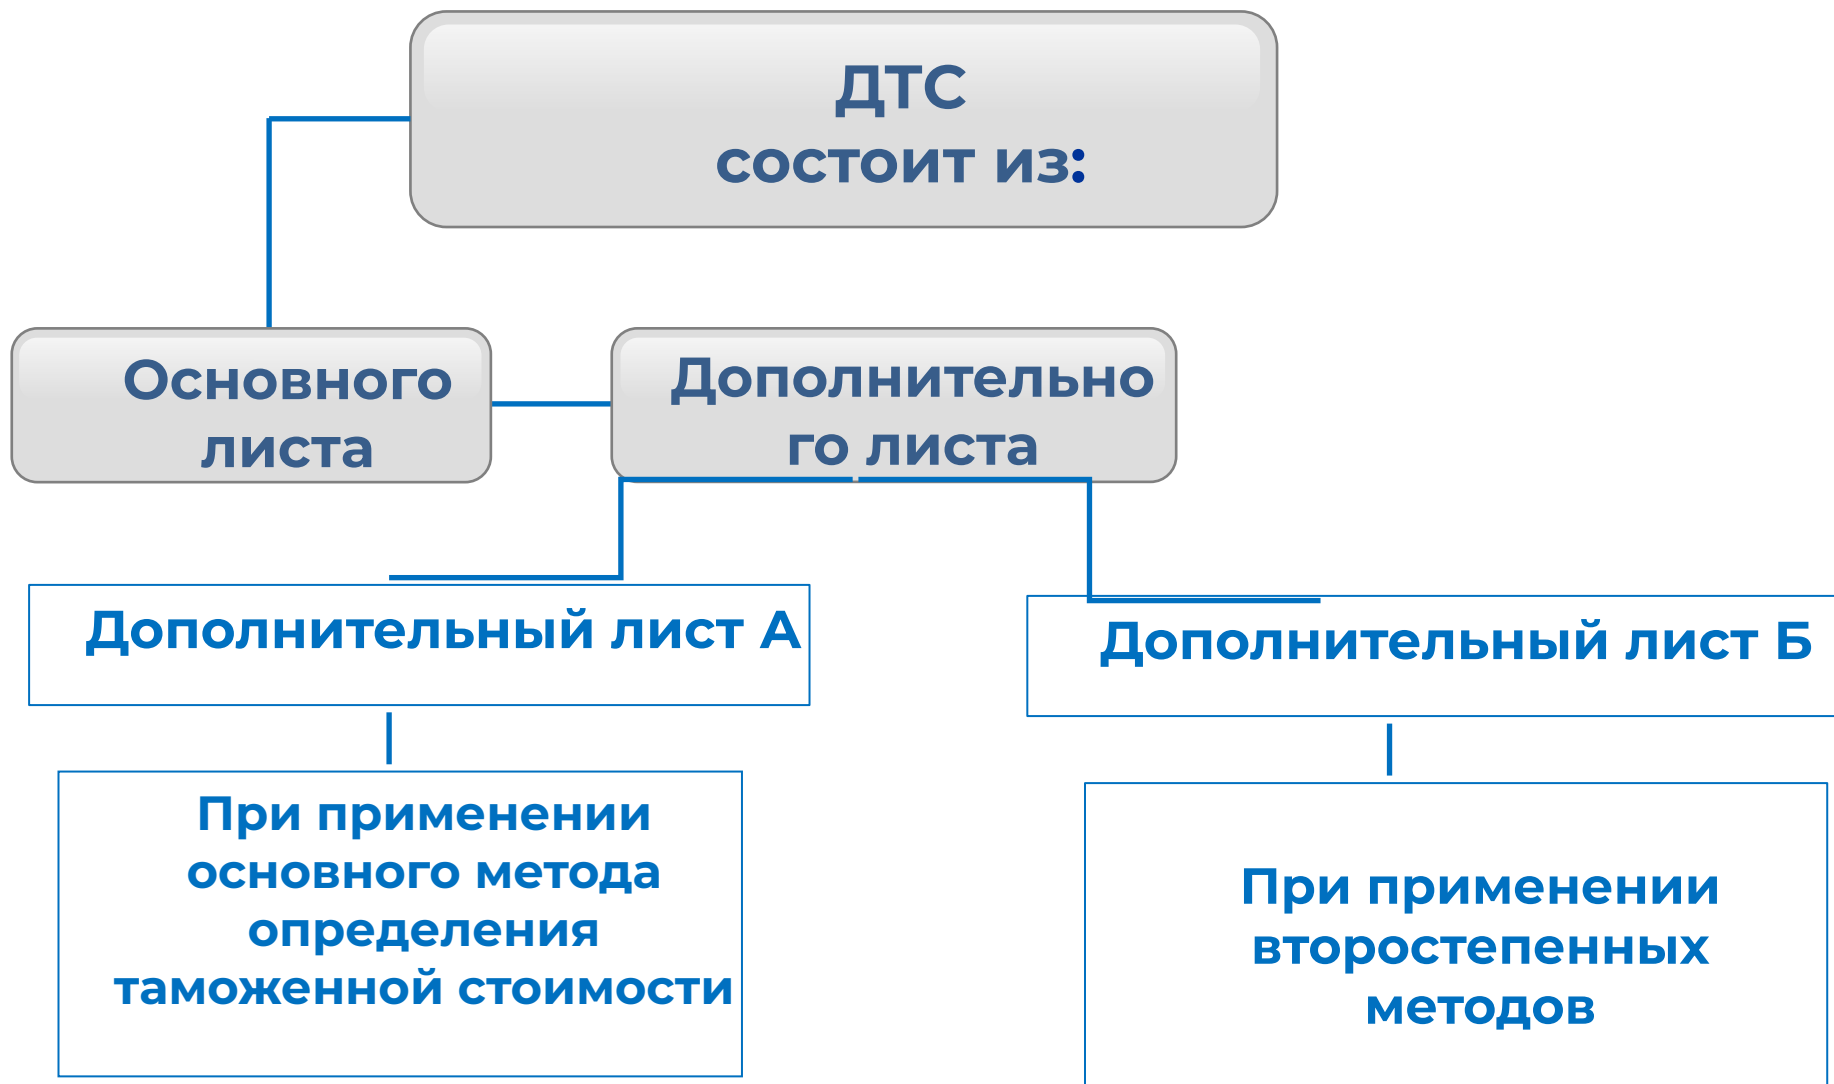 ДТС
состоит из:
Основного
листа
Дополнительно
го листа
Дополнительный лист А
Дополнительный лист Б
При применении
основного метода
определения
таможенной стоимости
При применении
второстепенных
методов